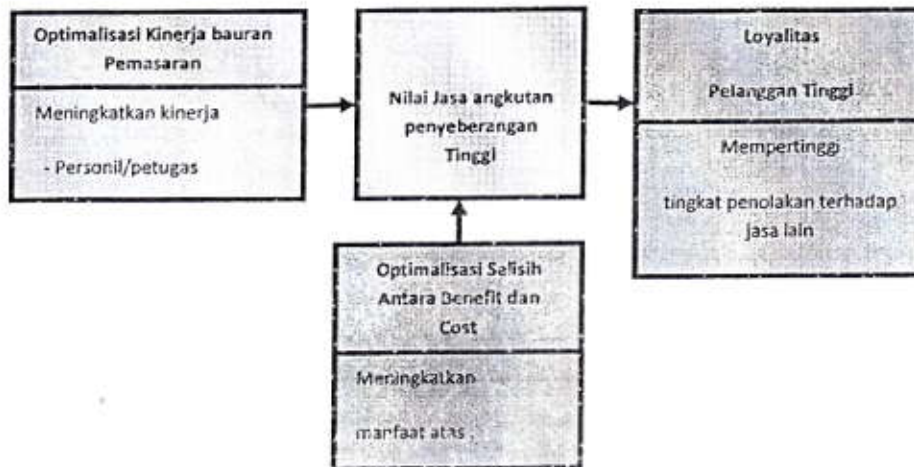 Optimalisasi Kinerja bauran
Pemasaran
Meningkatkan kinerja
- Personil/petugas
Nilai Jasa angkutan
penyeberangan
Tinggi
Loyalitas
Pelanggan Tinggi
Mempertinggi
tingkat penolakan terhadap
jasa lain
Optimalisasi Selisih
Antara Benefit dan
Cost
Meningkatkan
manfaat atas